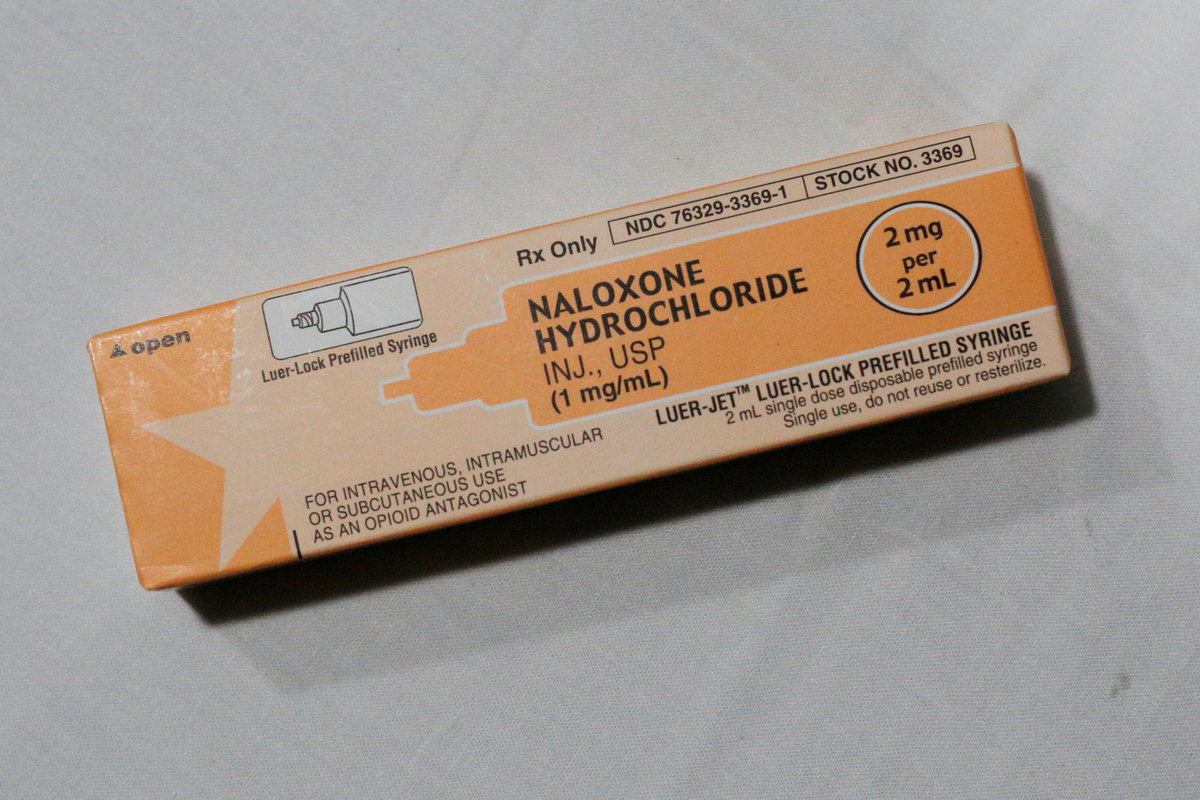 open
Luer-Lock Prefilled Syringe
Rx Only
NDC 76329-3369-1 STOCK NO. 3369
NALOXONE
HYDROCHLORIDE
INJ., USP
(1 mg/mL)
2 mg
per
2 mL
LUER-JET™ LUER-LOCK PREFILLED SYRINGE
2 mL single dose disposable prefilled syringe
Single use, do not reuse or resterilize.
FOR INTRAVENOUS, INTRAMUSCULAR
OR SUBCUTANEOUS USE
AS AN OPIOID ANTAGONIST